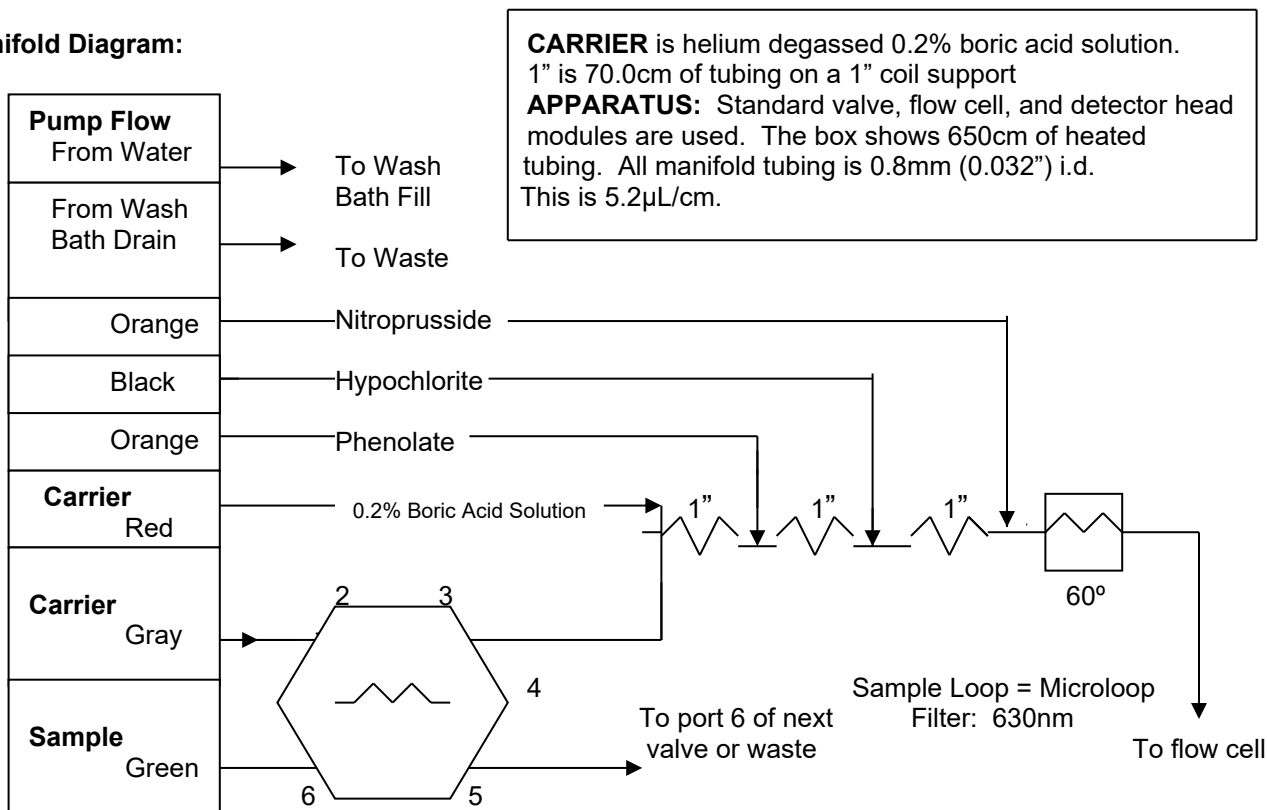 nifold Diagram:
CARRIER is helium degassed 0.2% boric acid solution.
1” is 70.0cm of tubing on a 1” coil support
APPARATUS: Standard valve, flow cell, and detector head
modules are used. The box shows 650cm of heated
tubing. All manifold tubing is 0.8mm (0.032”) i.d.
This is 5.2µL/cm.
Pump Flow
From Water
To Wash
Bath Fill
From Wash
Bath Drain
To Waste
Orange
Nitroprusside
Black
Hypochlorite
Orange
Phenolate
Carrier
Red
0.2% Boric Acid Solution
1”
1”
1”
60º
Carrier
Gray
2
3
4
5
6
Sample
Green
To port 6 of next
valve or waste
Sample Loop = Microloop
Filter: 630nm
To flow cell